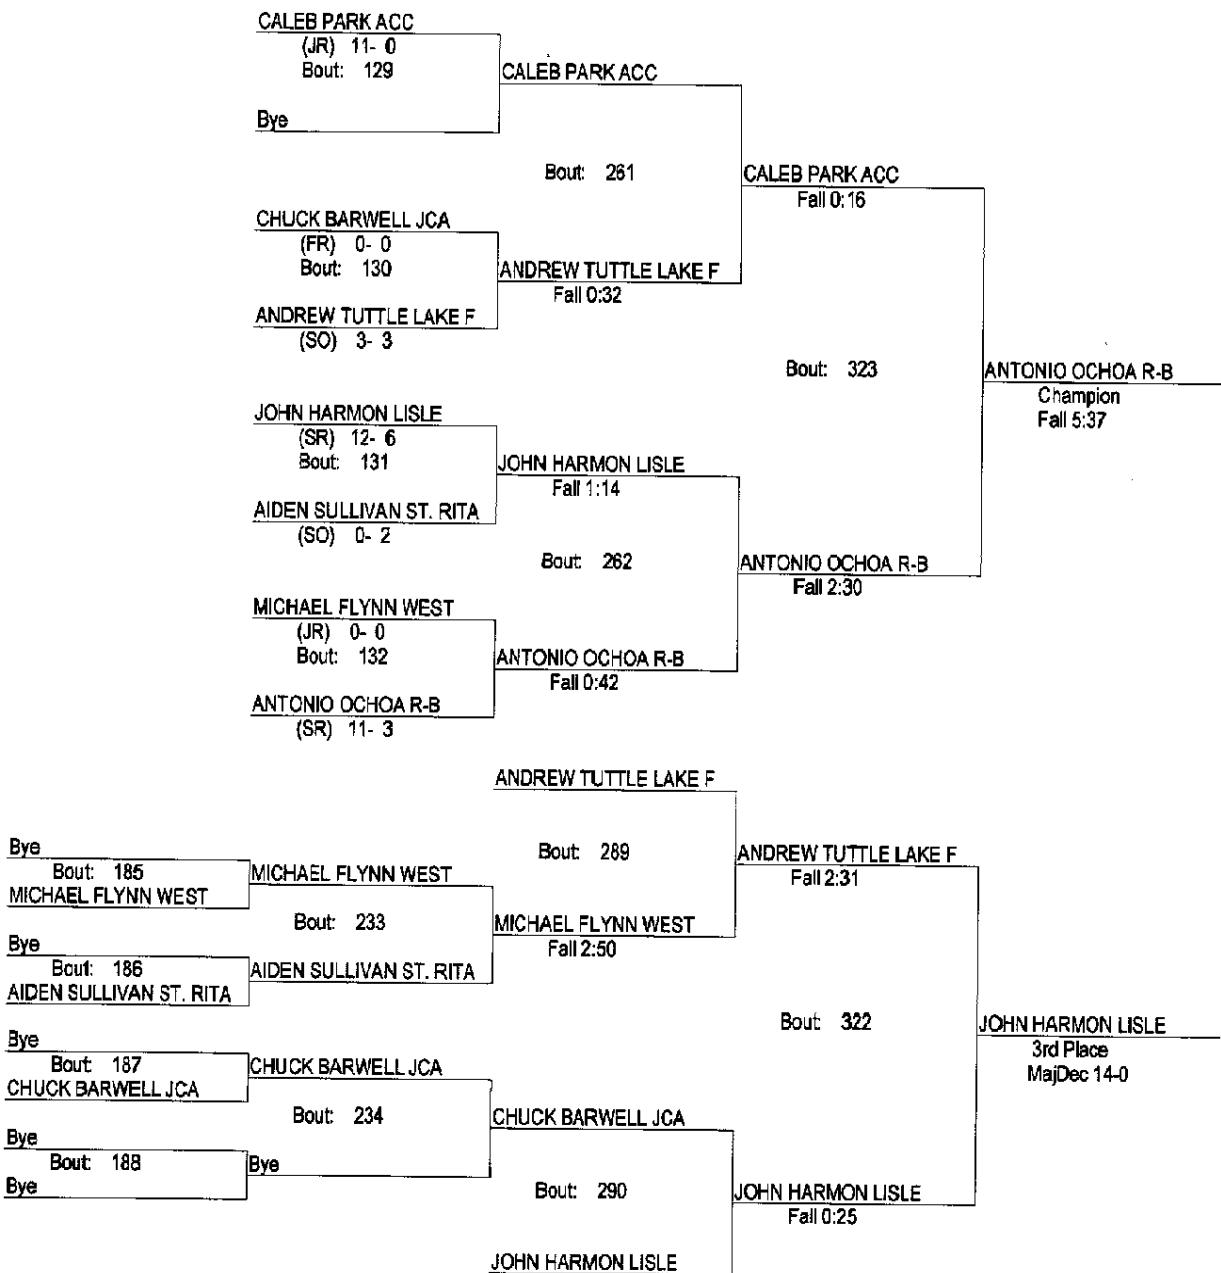 CALEB PARK ACC
(JR) 11- 0
Bout: 129
CALEB PARK ACC
Bye
Bout: 261
CALEB PARK ACC
Fall 0:16
CHUCK BARWELL JCA
(FR) 0- 0
Bout: 130
ANDREW TUTTLE LAKE F
Fall 0:32
ANDREW TUTTLE LAKE F
(SO) 3- 3
Bout: 323
ANTONIO OCHOA R-B
Champion
Fall 5:37
JOHN HARMON LISLE
(SR) 12- 6
Bout: 131
JOHN HARMON LISLE
Fall 1:14
AIDEN SULLIVAN ST. RITA
(SO) 0- 2
Bout: 262
ANTONIO OCHOA R-B
Fall 2:30
MICHAEL FLYNN WEST
(JR) 0- 0
Bout: 132
ANTONIO OCHOA R-B
Fall 0:42
ANTONIO OCHOA R-B
(SR) 11- 3
ANDREW TUTTLE LAKE F
Bout: 289
ANDREW TUTTLE LAKE F
Fall 2:31
Bye
Bout: 185
MICHAEL FLYNN WEST
MICHAEL FLYNN WEST
Bout: 233
MICHAEL FLYNN WEST
Fall 2:50
Bye
Bout: 186
AIDEN SULLIVAN ST. RITA
AIDEN SULLIVAN ST. RITA
Bout: 322
JOHN HARMON LISLE
3rd Place
MajDec 14-0
Bye
Bout: 187
CHUCK BARWELL JCA
CHUCK BARWELL JCA
Bout: 234
CHUCK BARWELL JCA
Bye
Bout: 188
Bye
Bye
Bout: 290
JOHN HARMON LISLE
Fall 0:25
JOHN HARMON LISLE